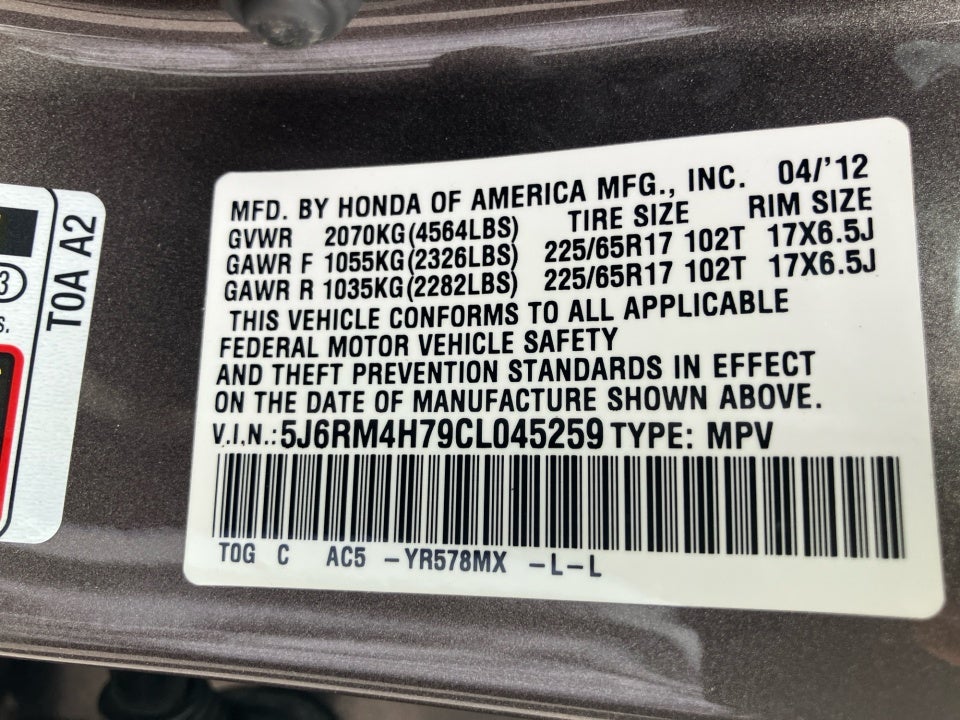 MFD. BY HONDA OF AMERICA MFG., INC. 04/'12
GVWR 2070KG(4564LBS) TIRE SIZE RIM SIZE
GAWR F 1055KG(2326LBS) 225/65R17 102T 17X6.5J
GAWR R 1035KG(2282LBS) 225/65R17 102T 17X6.5J
THIS VEHICLE CONFORMS TO ALL APPLICABLE
FEDERAL MOTOR VEHICLE SAFETY
AND THEFT PREVENTION STANDARDS IN EFFECT
ON THE DATE OF MANUFACTURE SHOWN ABOVE.
V.I.N.: 5J6RM4H79CL045259 TYPE: MPV
TOG C AC5 -YR578MX -L-L
3
S.
T0A A2